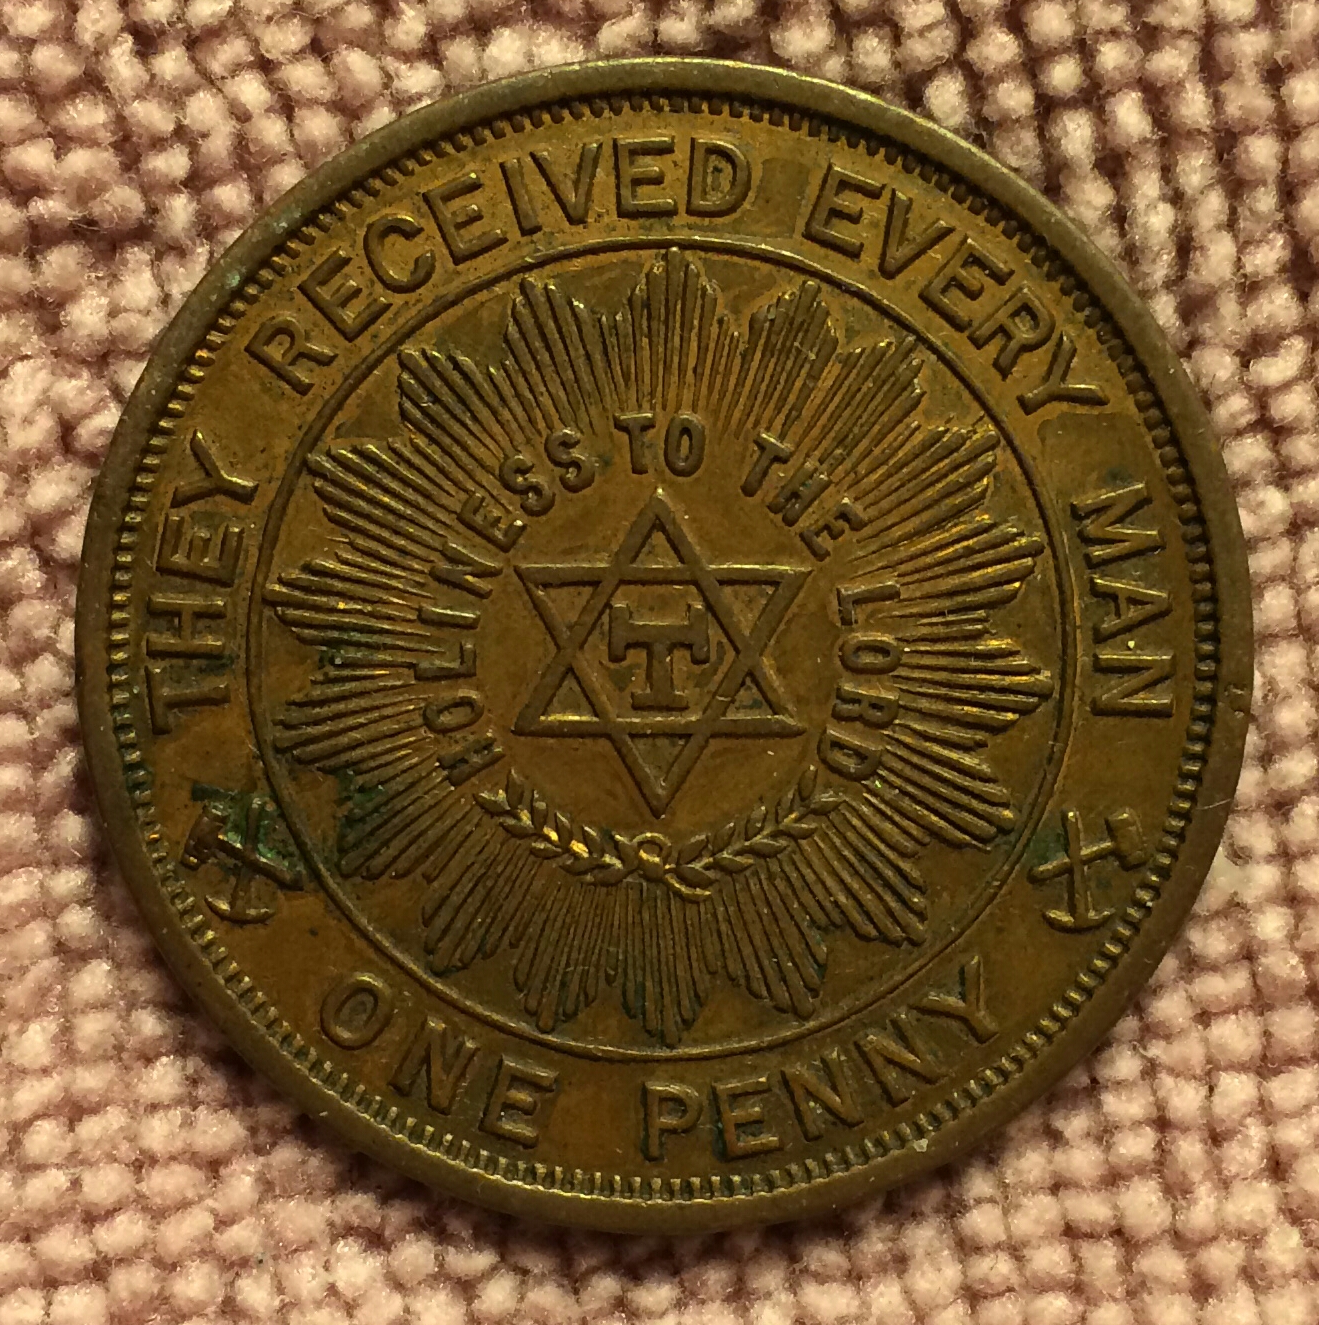 THEY RECEIVED EVERY MAN
ONE PENNY
HOLINESS TO THE LORD